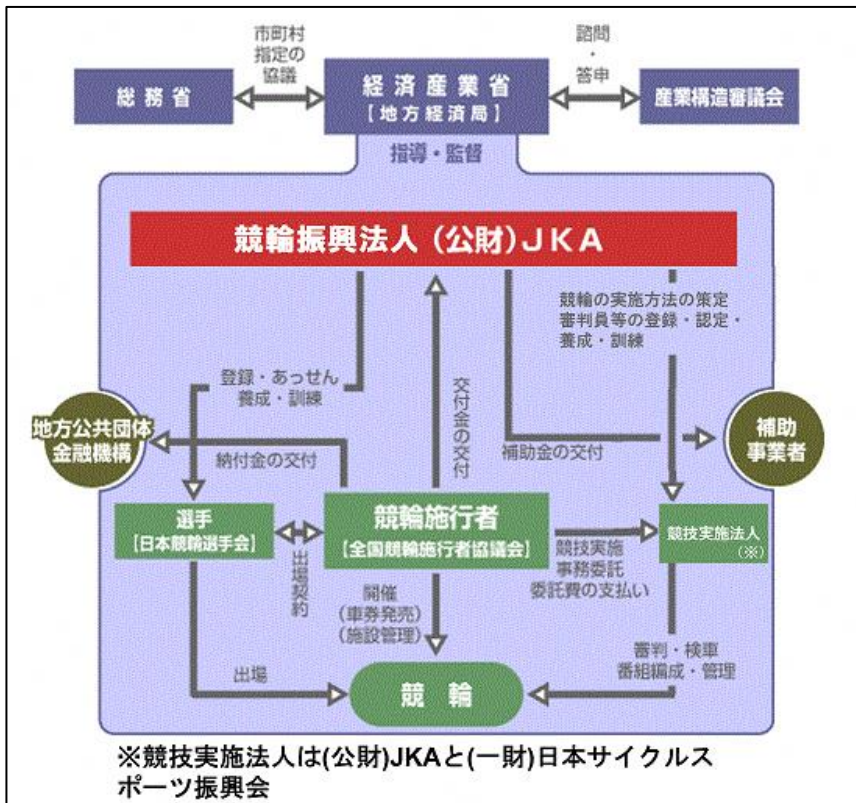 市町村
指定の
協議
諮問
・
答申
総務省
経済産業省
【地方経済局】
産業構造審議会
指導・監督
競輪振興法人(公財)JKA
競輪の実施方法の策定
審判員等の登録・認定・
養成・訓練
登録・あっせん
養成・訓練
交付金の交付
地方公共団体
金融機構
納付金の交付
補助金の交付
補助
事業者
選手
【日本競輪選手会】
出場契約
競輪施行者
【全国競輪施行者協議会】
競技実施
事務委託
委託費の支払い
競技実施法人
(※)
開催
(車券発売)
(施設管理)
審判・検車
番組編成・管理
出場
競輪
※競技実施法人は(公財)JKAと(一財)日本サイクルス
ポーツ振興会